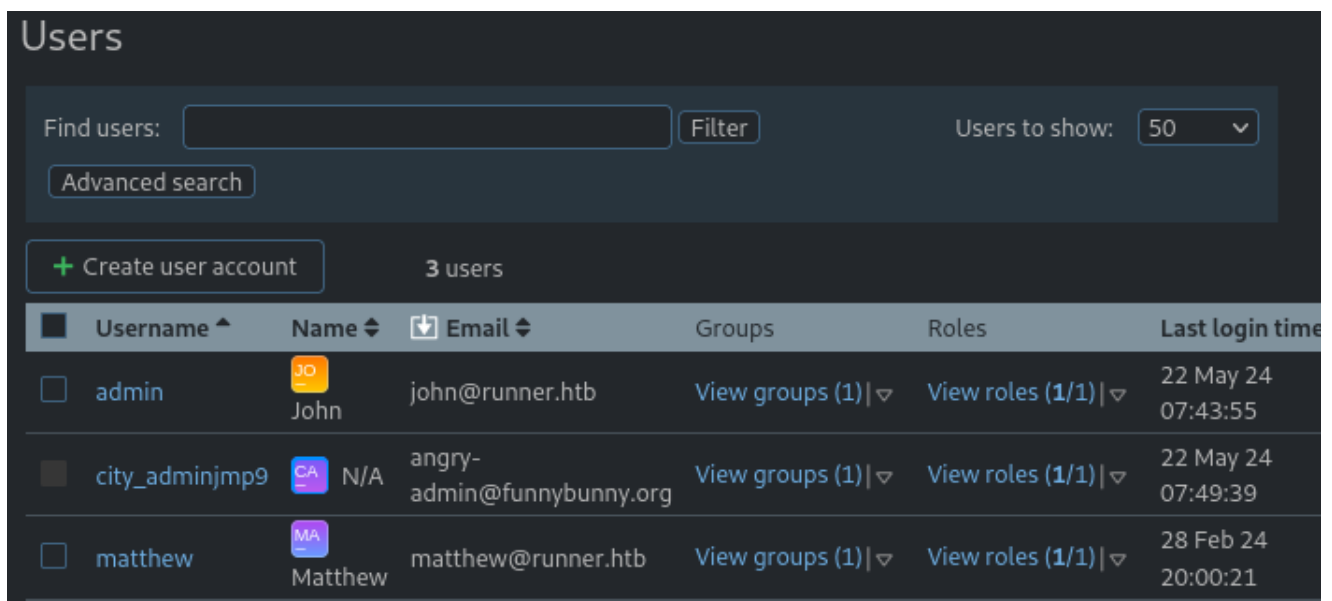 Users
Find users: Filter Users to show: 50
Advanced search
+ Create user account 3 users
Username Name Email Groups Roles Last login time
JO
admin John john@runner.htb View groups (1)| View roles (1/1)| 22 May 24
07:43:55
city_adminjmp9 CA N/A angry- View groups (1)| View roles (1/1)| 22 May 24
admin@funnybunny.org 07:49:39
MA
matthew Matthew matthew@runner.htb View groups (1)| View roles (1/1)| 28 Feb 24
20:00:21